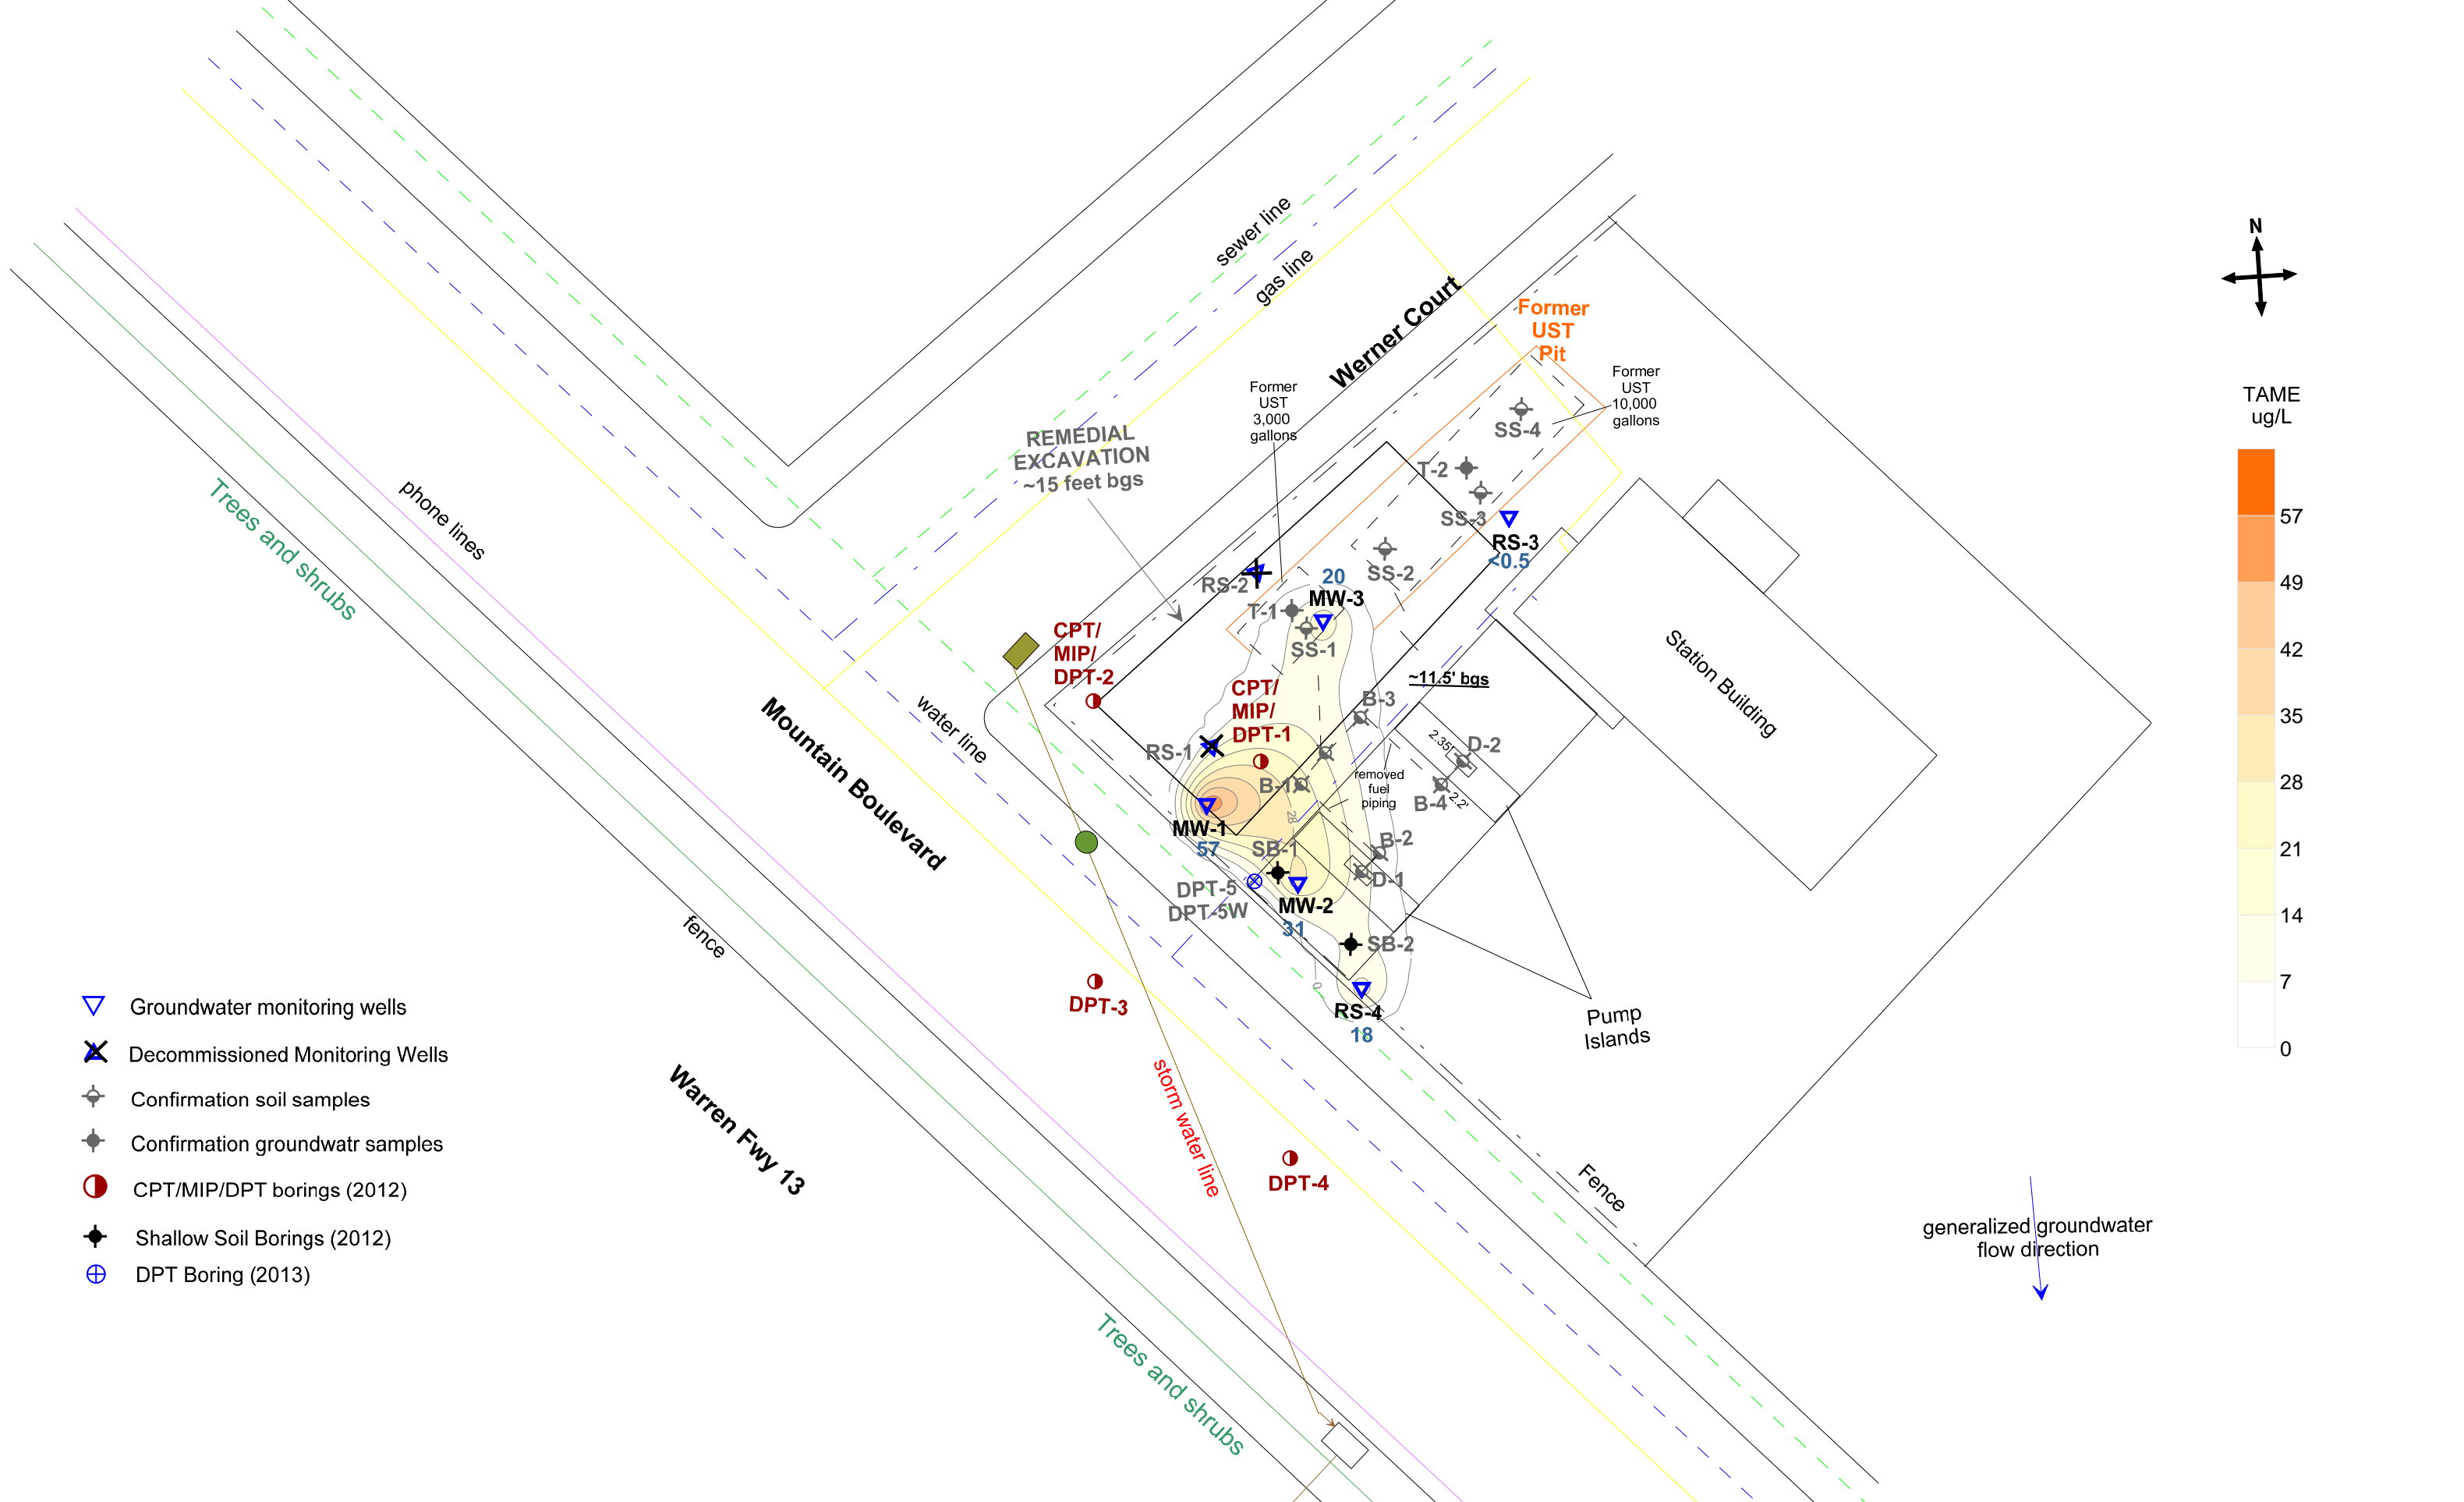 N
sewer line
gas line
Werner Court
Former
UST
Pit
Former
UST
10,000
gallons
Former
UST
3,000
gallons
TAME
ug/L
57
49
42
35
28
21
14
7
0
REMEDIAL
EXCAVATION
~15 feet bgs
SS-4
T-2
SS-3
RS-3
<0.5
SS-2
RS-2
20
MW-3
T-1
SS-1
CPT/
MIP/
DPT-2
CPT/
MIP/
DPT-1
~11.5' bgs
B-3
RS-1
2.35'
D-2
B-1
removed
fuel
piping
B-4
2.2'
28
MW-1
57
SB-1
B-2
D-1
DPT-5
DPT-5W
MW-2
31
SB-2
0
RS-4
18
Station Building
Pump
Islands
Trees and shrubs
phone lines
water line
Mountain Boulevard
fence
DPT-3
Warren Fwy 13
storm water line
DPT-4
Fence
Trees and shrubs
generalized groundwater
flow direction
Groundwater monitoring wells
Decommissioned Monitoring Wells
Confirmation soil samples
Confirmation groundwatr samples
CPT/MIP/DPT borings (2012)
Shallow Soil Borings (2012)
DPT Boring (2013)